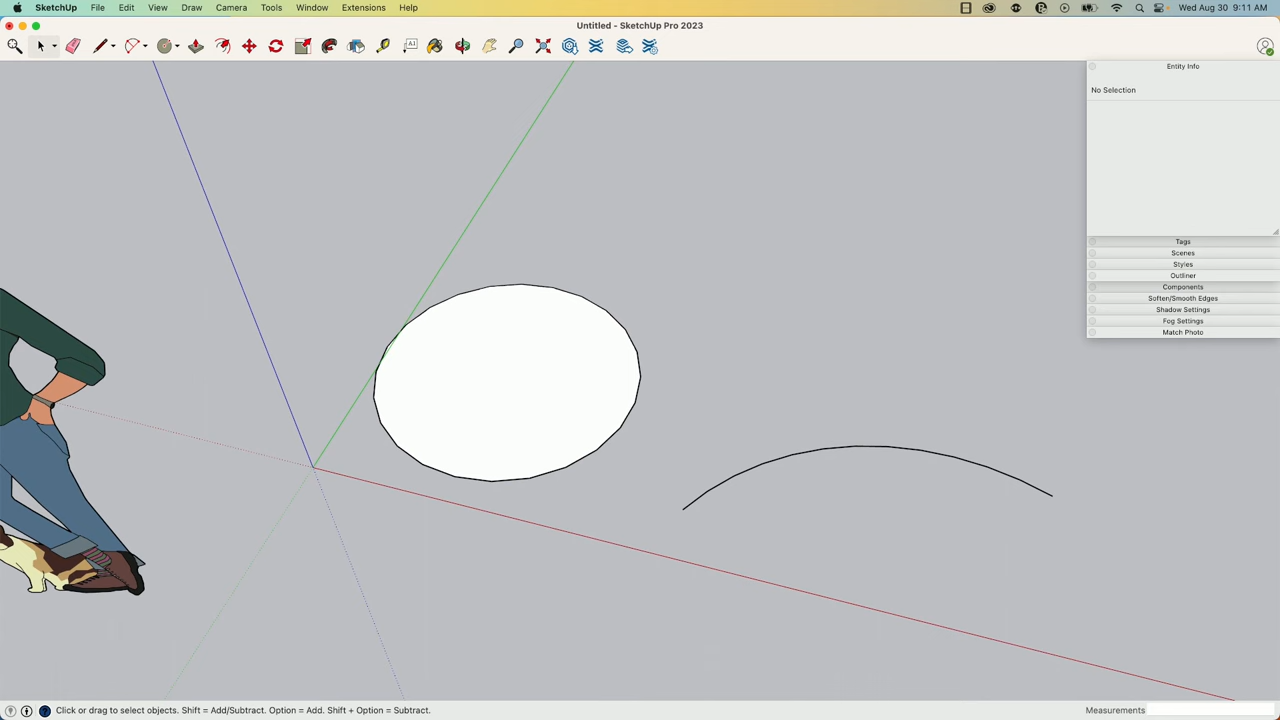 SketchUp File Edit View Draw Camera Tools Window Extensions Help Wed Aug 30 9:11 AM
Untitled - SketchUp Pro 2023
Entity Info
No Selection
Tags
Scenes
Styles
Outliner
Components
Soften/Smooth Edges
Shadow Settings
Fog Settings
Match Photo
Click or drag to select objects. Shift = Add/Subtract. Option = Add. Shift + Option = Subtract. Measurements